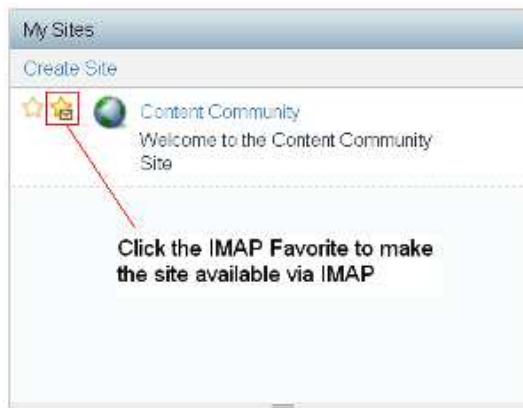 My Sites
Create Site
Content Community
Welcome to the Content Community
Site
Click the IMAP Favorite to make
the site available via IMAP